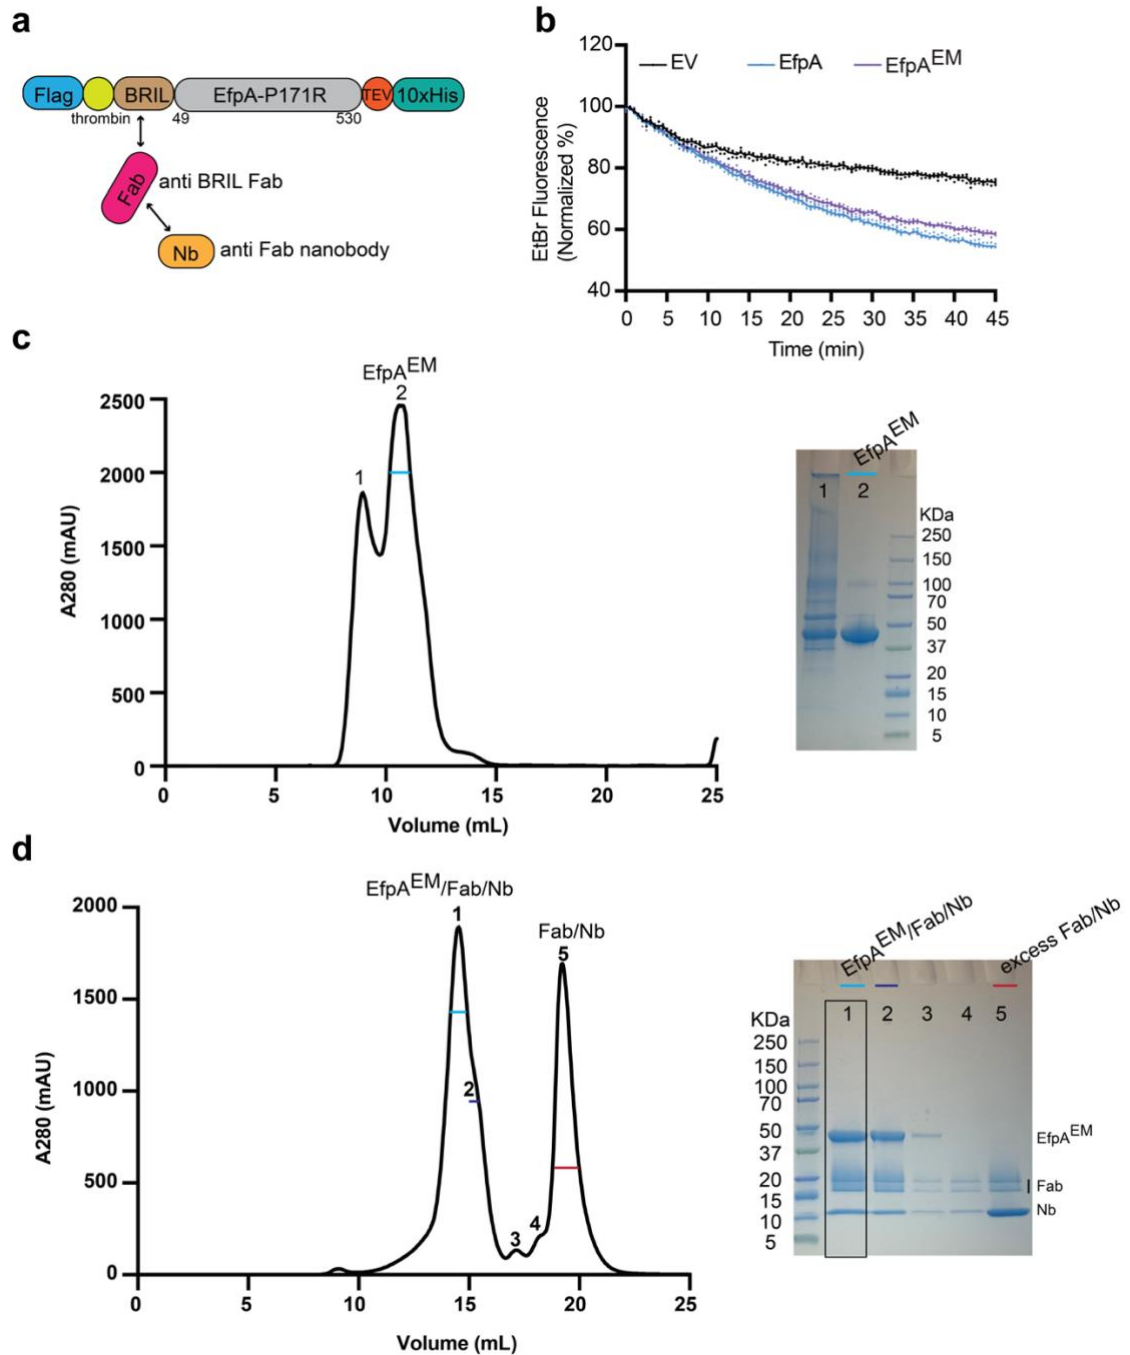 a
Flag
BRIL
EfpA-P171R
TEV
10xHis
thrombin
49
530
Fab
anti BRIL Fab
Nb
anti Fab nanobody
b
EV
EfpA
EfpA^EM
EtBr Fluorescence
(Normalized %)
120
100
80
60
40
0 5 10 15 20 25 30 35 40 45
Time (min)
c
EfpA^EM
2
1
A280 (mAU)
2500
2000
1500
1000
500
0
0 5 10 15 20 25
Volume (mL)
EfpA^EM
1 2
KDa
250
150
100
70
50
37
20
15
10
5
d
EfpA^EM/Fab/Nb
1
Fab/Nb
5
2
3
4
A280 (mAU)
2000
1500
1000
500
0
0 5 10 15 20 25
Volume (mL)
EfpA^EM/Fab/Nb
excess Fab/Nb
1 2 3 4 5
KDa
250
150
100
70
50
37
20
15
10
5
EfpA^EM
Fab
Nb